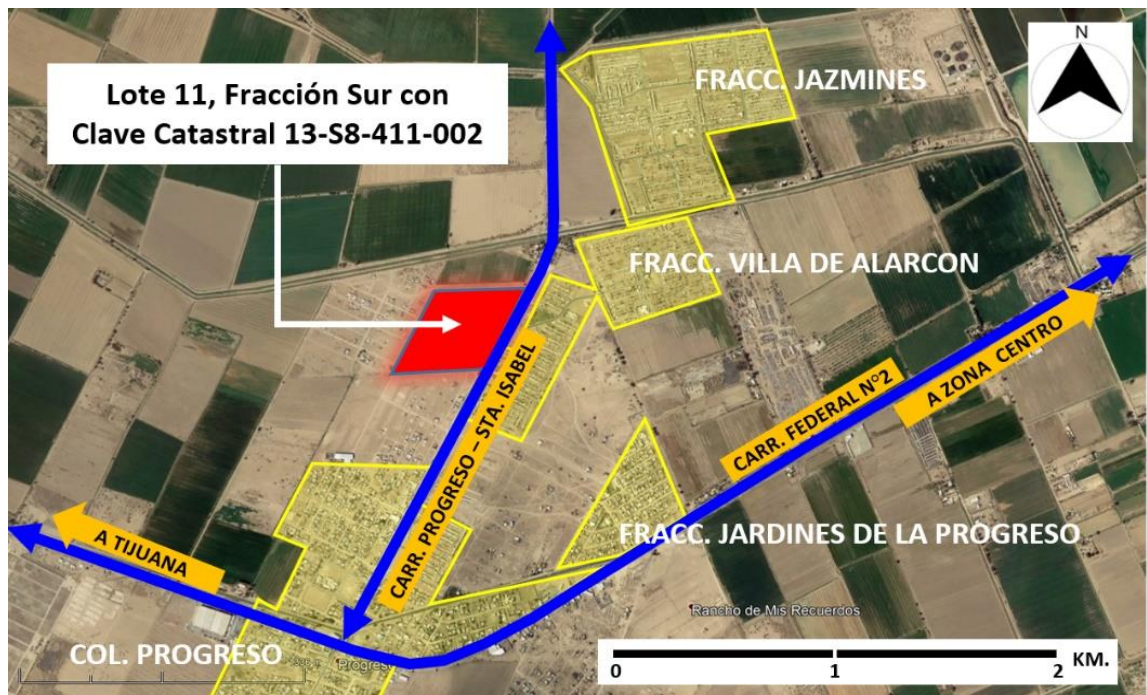 N
FRACC. JAZMINES
Lote 11, Fracción Sur con
Clave Catastral 13-S8-411-002
FRACC. VILLA DE ALARCON
A ZONA CENTRO
CARR. PROGRESO – STA. ISABEL
CARR. FEDERAL N°2
FRACC. JARDINES DE LA PROGRESO
A TIJUANA
Rancho de Mis Recuerdos
COL. PROGRESO
Progreso
0 1 2 KM.